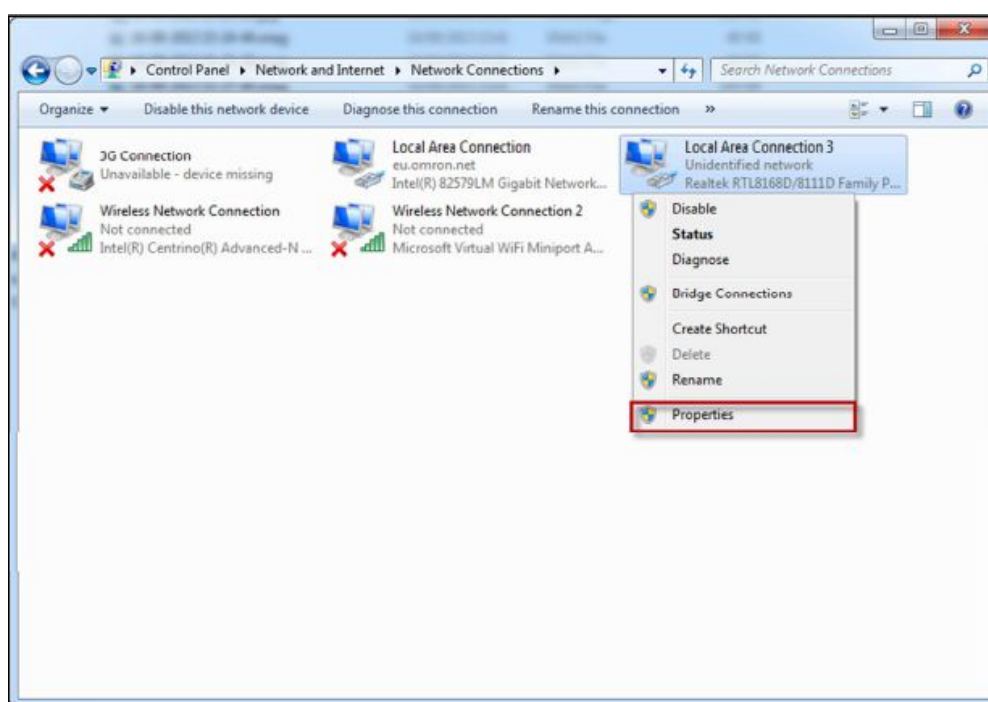 Control Panel ▸ Network and Internet ▸ Network Connections ▸
Search Network Connections
Organize Disable this network device Diagnose this connection Rename this connection »
3G Connection
Unavailable - device missing
Local Area Connection
eu.omron.net
Intel(R) 82579LM Gigabit Network...
Local Area Connection 3
Unidentified network
Realtek RTL8168D/8111D Family P...
Wireless Network Connection
Not connected
Intel(R) Centrino(R) Advanced-N ...
Wireless Network Connection 2
Not connected
Microsoft Virtual WiFi Miniport A...
Disable
Status
Diagnose
Bridge Connections
Create Shortcut
Delete
Rename
Properties